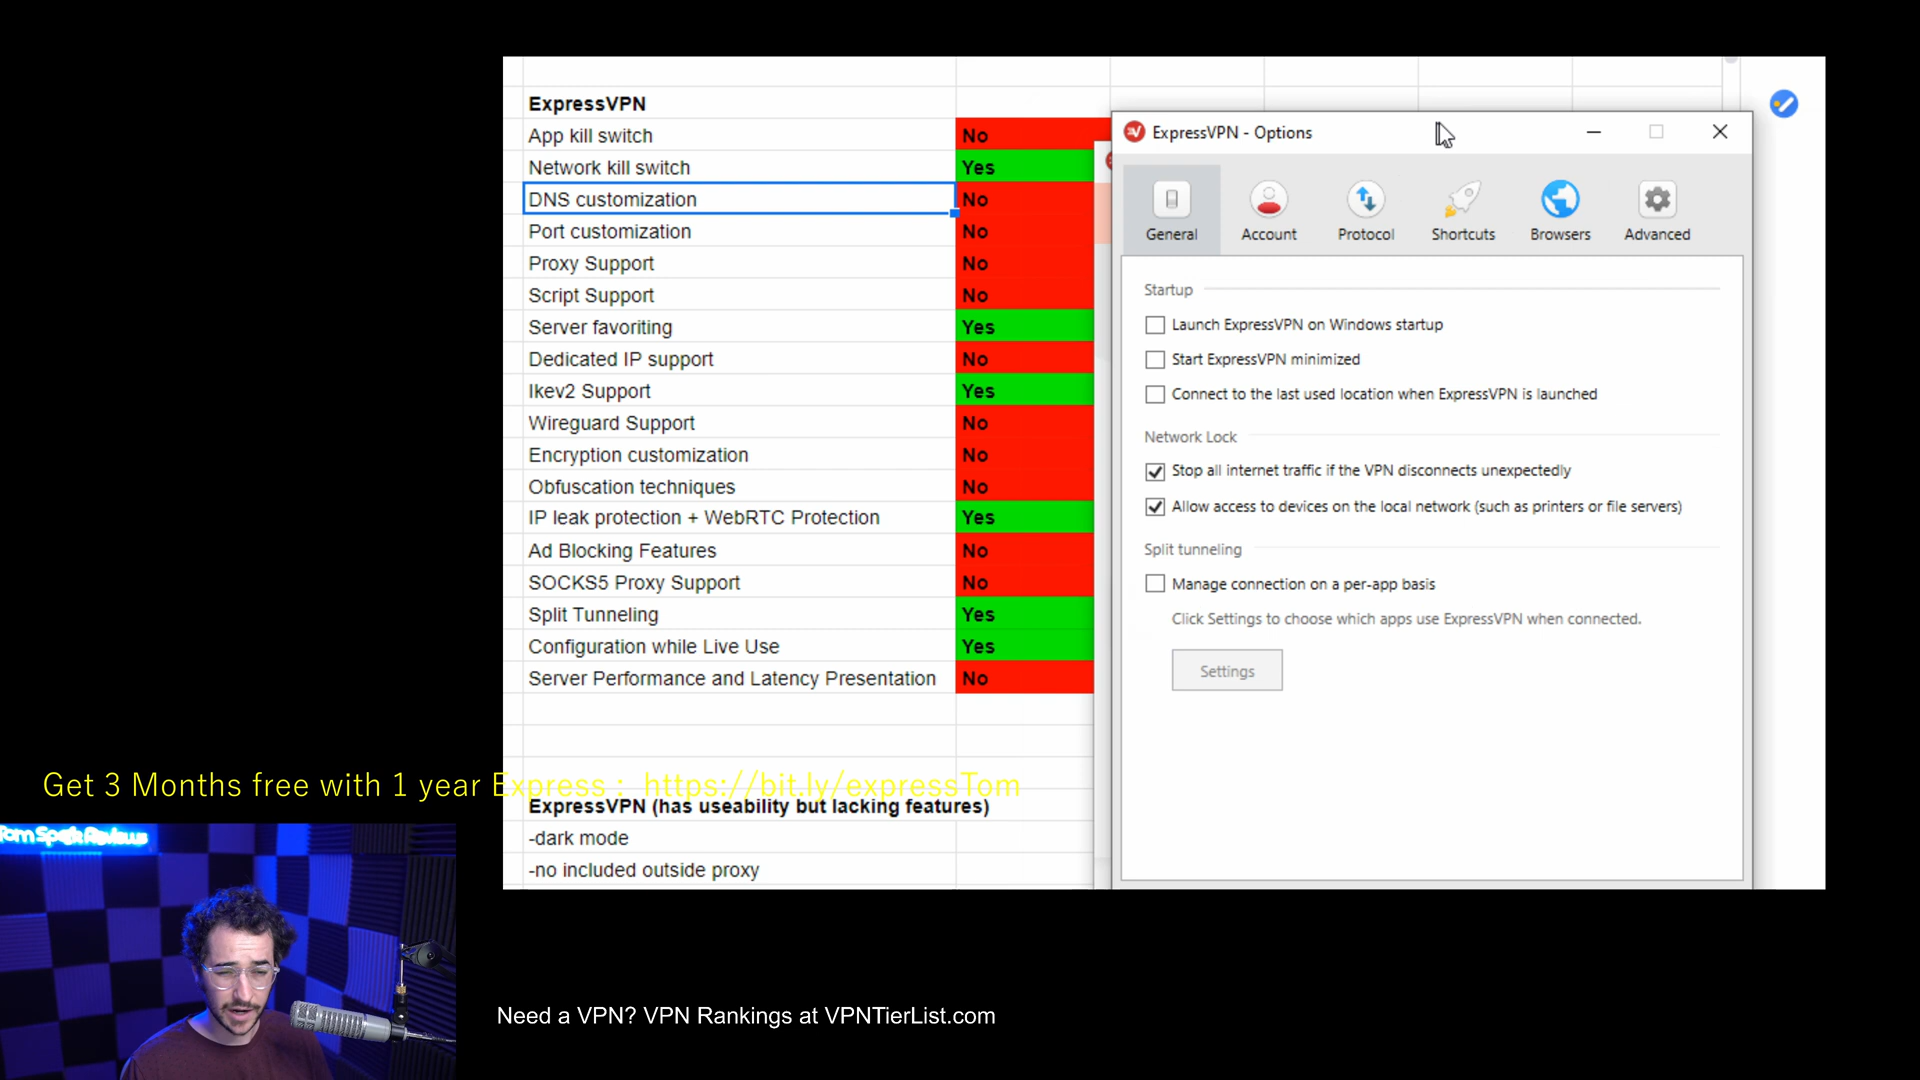 ExpressVPN
App kill switch No
Network kill switch Yes
DNS customization No
Port customization No
Proxy Support No
Script Support No
Server favoriting Yes
Dedicated IP support No
Ikev2 Support Yes
Wireguard Support No
Encryption customization No
Obfuscation techniques No
IP leak protection + WebRTC Protection Yes
Ad Blocking Features No
SOCKS5 Proxy Support No
Split Tunneling Yes
Configuration while Live Use Yes
Server Performance and Latency Presentation No
ExpressVPN - Options
General Account Protocol Shortcuts Browsers Advanced
Startup
Launch ExpressVPN on Windows startup
Start ExpressVPN minimized
Connect to the last used location when ExpressVPN is launched
Network Lock
Stop all internet traffic if the VPN disconnects unexpectedly
Allow access to devices on the local network (such as printers or file servers)
Split tunneling
Manage connection on a per-app basis
Click Settings to choose which apps use ExpressVPN when connected.
Settings
Get 3 Months free with 1 year Express : https://bit.ly/expressTom
ExpressVPN (has useability but lacking features)
-dark mode
-no included outside proxy
Tom Spark Reviews
Need a VPN? VPN Rankings at VPNTierList.com